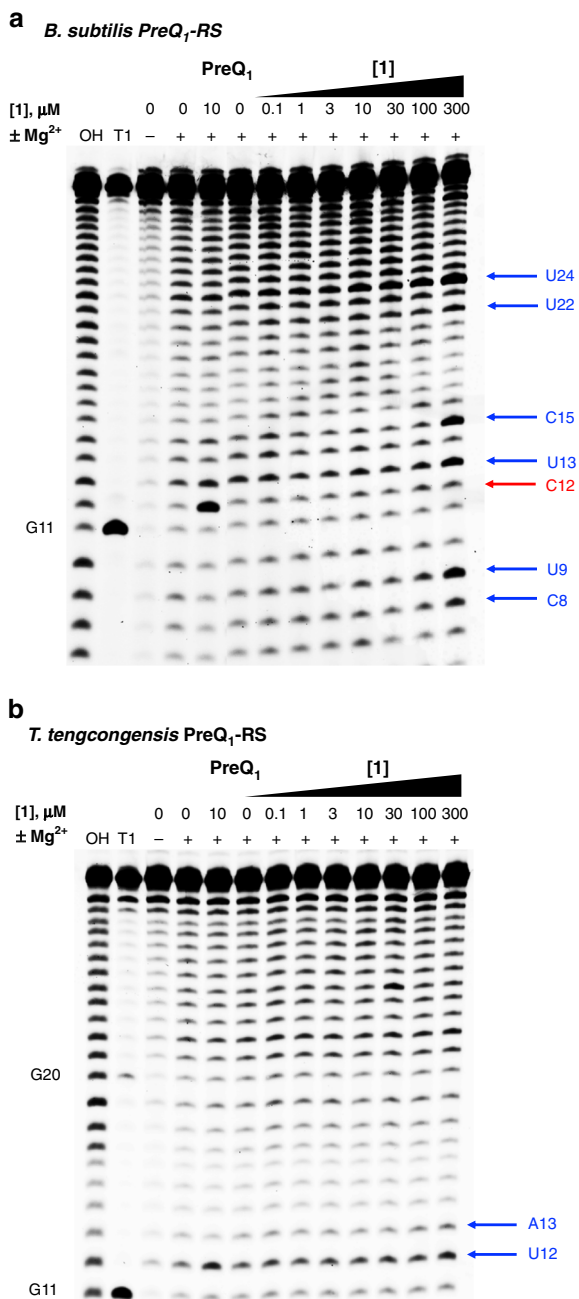 a
B. subtilis PreQ₁-RS
PreQ₁ [1]
[1], μM 0 0 10 0 0.1 1 3 10 30 100 300
± Mg²⁺ OH T1 – + + + + + + + + + +
U24
U22
C15
U13
C12
G11
U9
C8
b
T. tengcongensis PreQ₁-RS
PreQ₁ [1]
[1], μM 0 0 10 0 0.1 1 3 10 30 100 300
± Mg²⁺ OH T1 – + + + + + + + + + +
G20
A13
U12
G11